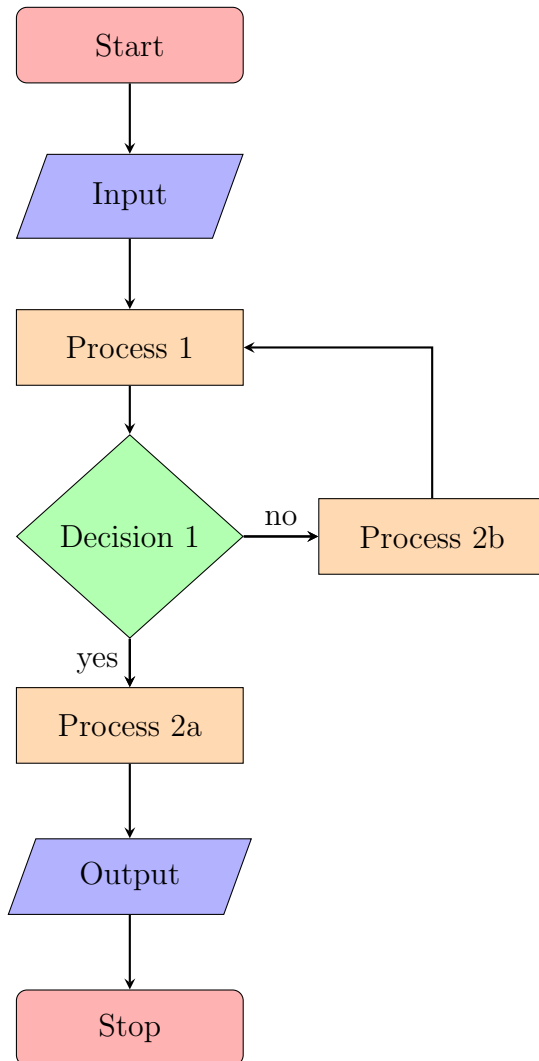 Start
Input
Process 1
Decision 1
no
Process 2b
yes
Process 2a
Output
Stop